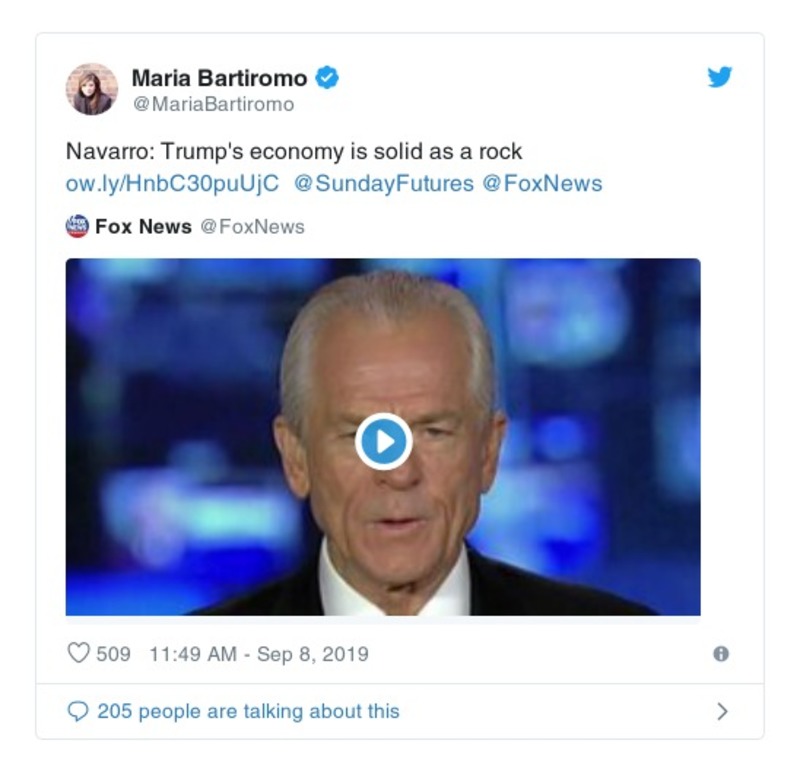 Maria Bartiromo
@MariaBartiromo
Navarro: Trump's economy is solid as a rock
ow.ly/HnbC30puUjC @SundayFutures @FoxNews
Fox News @FoxNews
509 11:49 AM - Sep 8, 2019
205 people are talking about this